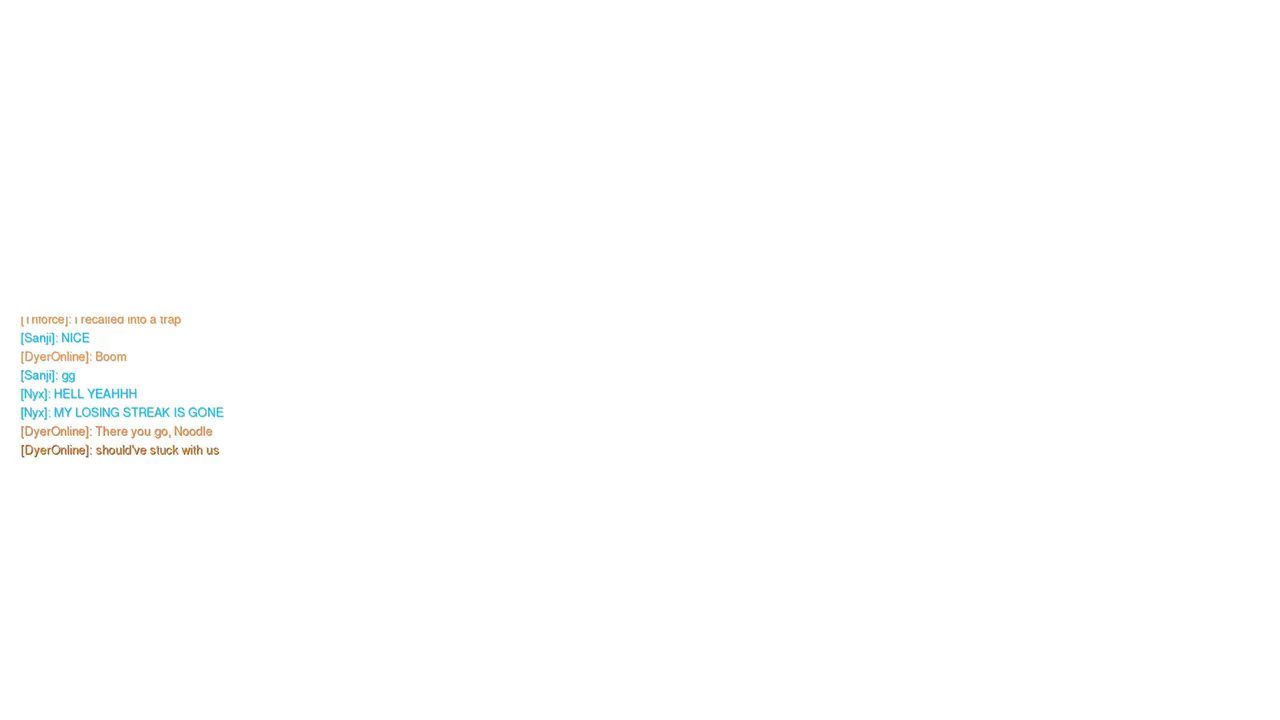 [Triforce]: I recalled into a trap
[Sanji]: NICE
[DyerOnline]: Boom
[Sanji]: gg
[Nyx]: HELL YEAHHH
[Nyx]: MY LOSING STREAK IS GONE
[DyerOnline]: There you go, Noodle
[DyerOnline]: should've stuck with us